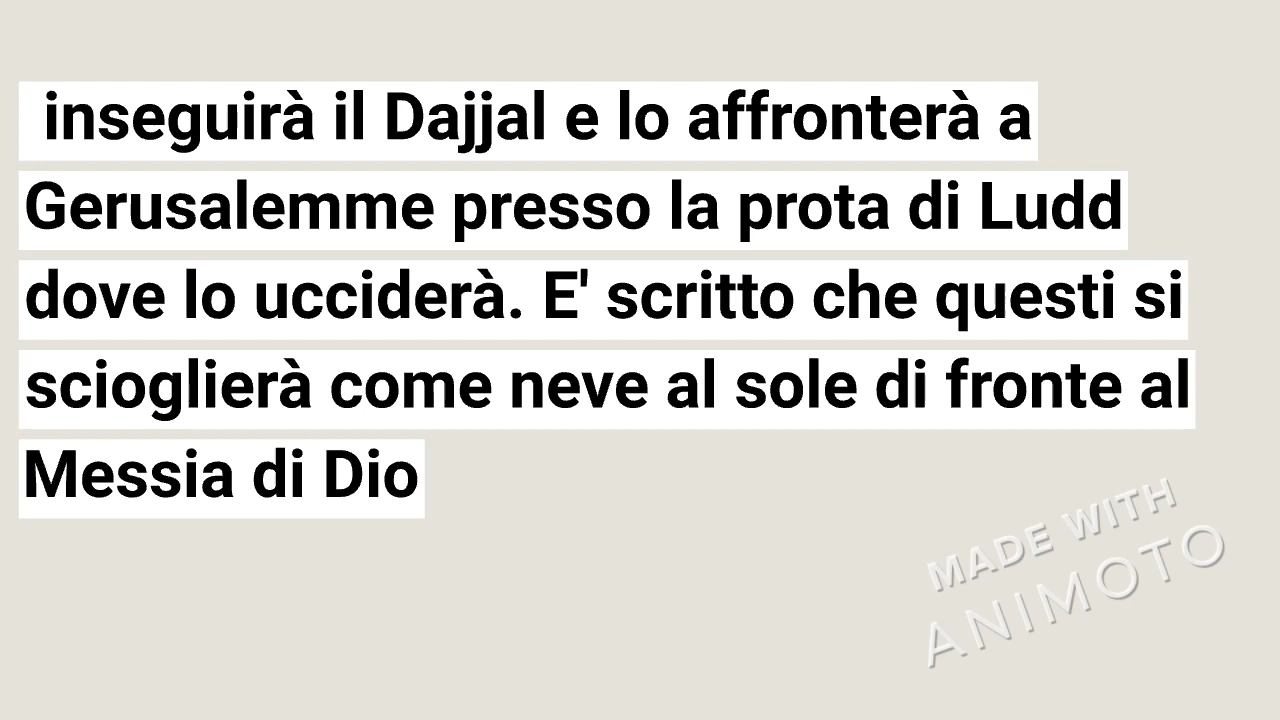 inseguirà il Dajjal e lo affronterà a
Gerusalemme presso la prota di Ludd
dove lo ucciderà. E' scritto che questi si
scioglierà come neve al sole di fronte al
Messia di Dio
MADE WITH
ANIMOTO